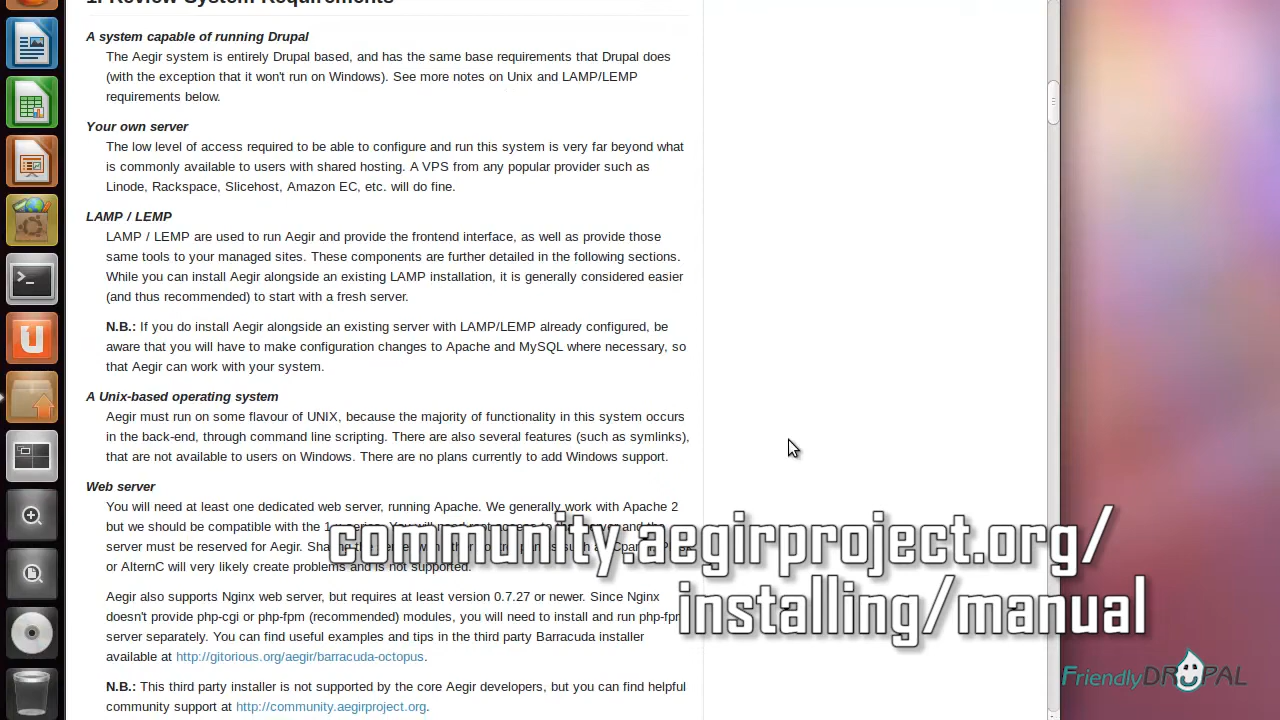 1. Review System Requirements
A system capable of running Drupal
The Aegir system is entirely Drupal based, and has the same base requirements that Drupal does
(with the exception that it won't run on Windows). See more notes on Unix and LAMP/LEMP
requirements below.
Your own server
The low level of access required to be able to configure and run this system is very far beyond what
is commonly available to users with shared hosting. A VPS from any popular provider such as
Linode, Rackspace, Slicehost, Amazon EC, etc. will do fine.
LAMP / LEMP
LAMP / LEMP are used to run Aegir and provide the frontend interface, as well as provide those
same tools to your managed sites. These components are further detailed in the following sections.
While you can install Aegir alongside an existing LAMP installation, it is generally considered easier
(and thus recommended) to start with a fresh server.
N.B.: If you do install Aegir alongside an existing server with LAMP/LEMP already configured, be
aware that you will have to make configuration changes to Apache and MySQL where necessary, so
that Aegir can work with your system.
A Unix-based operating system
Aegir must run on some flavour of UNIX, because the majority of functionality in this system occurs
in the back-end, through command line scripting. There are also several features (such as symlinks),
that are not available to users on Windows. There are no plans currently to add Windows support.
Web server
You will need at least one dedicated web server, running Apache. We generally work with Apache 2
but we should be compatible with the
server must be reserved for Aegir.
or AlternC will very likely create problems and is not supported.
community.aegirproject.org/
installing/manual
Aegir also supports Nginx web server, but requires at least version 0.7.27 or newer. Since Nginx
doesn't provide php-cgi or php-fpm (recommended) modules, you will need to install and run php-fpm
server separately. You can find useful examples and tips in the third party Barracuda installer
available at http://gitorious.org/aegir/barracuda-octopus.
N.B.: This third party installer is not supported by the core Aegir developers, but you can find helpful
community support at http://community.aegirproject.org.
FriendlyDRUPAL